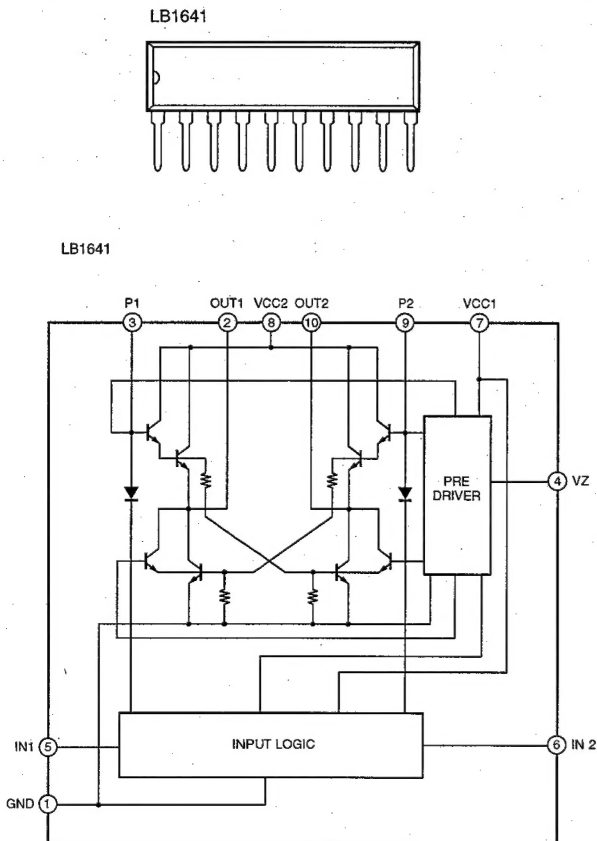 LB1641
LB1641
P1 OUT1 VCC2 OUT2 P2 VCC1
3 2 8 10 9 7
PRE
DRIVER
4 VZ
IN1 5 INPUT LOGIC 6 IN 2
GND 1